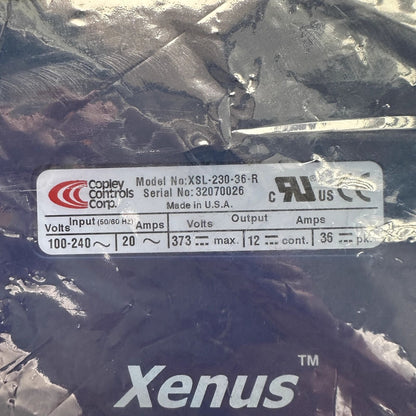 Copley Controls Corp.
Model No:XSL-230-36-R
Serial No:32070026
Made in U.S.A.
C RU US CE
Input (50/60 Hz) Output
Volts Amps Volts Amps
100-240 ~ 20 ~ 373 ⎓ max. 12 ⎓ cont. 36 ⎓ pk.
Xenus™